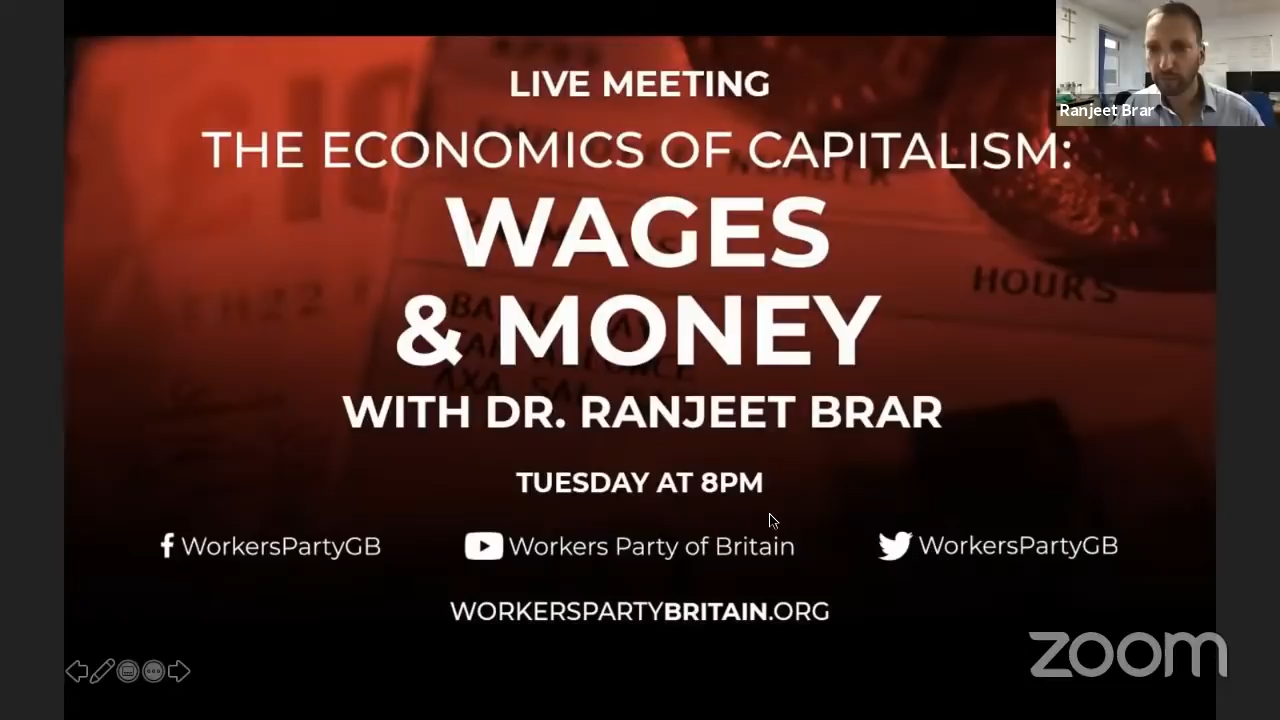 LIVE MEETING
THE ECONOMICS OF CAPITALISM:
WAGES
& MONEY
WITH DR. RANJEET BRAR
TUESDAY AT 8PM
WorkersPartyGB
Workers Party of Britain
WorkersPartyGB
WORKERSPARTYBRITAIN.ORG
Ranjeet Brar
HOURS
zoom